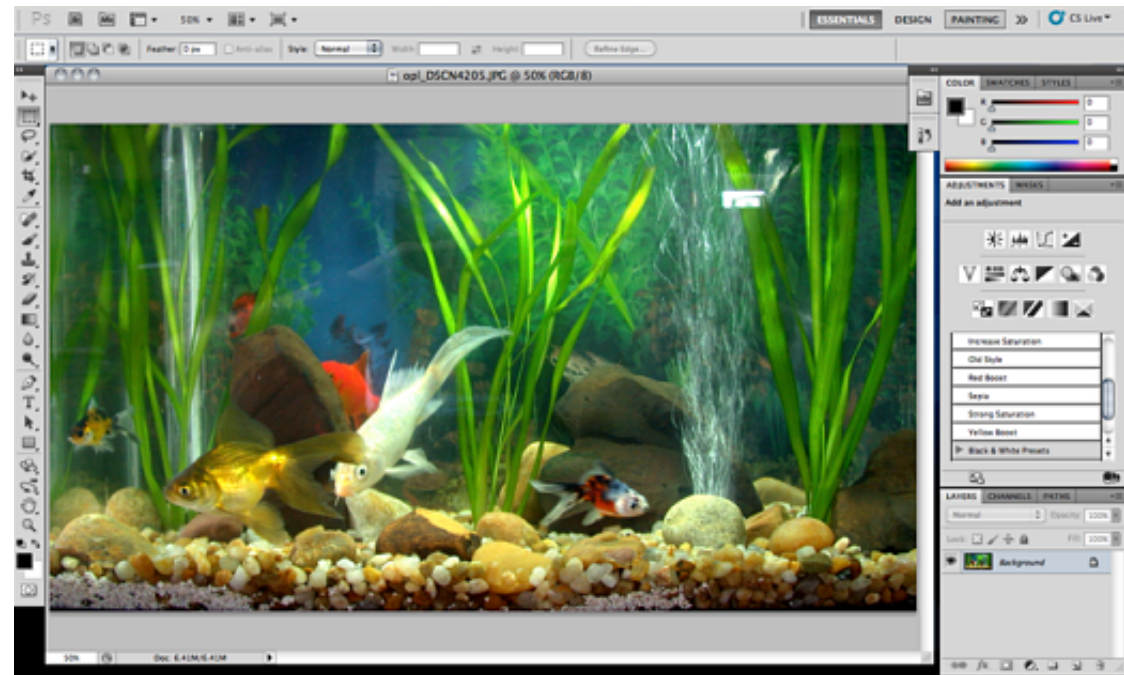 Ps Br Mb 50%
ESSENTIALS DESIGN PAINTING CS Live
Feather: 0 px Anti-alias Style: Normal Width: Height: Refine Edge...
opl_DSCN4205.JPG @ 50% (RGB/8)
COLOR SWATCHES STYLES
R 0
G 0
B 0
ADJUSTMENTS MASKS
Add an adjustment
Increase Saturation
Old Style
Red Boost
Sepia
Strong Saturation
Yellow Boost
Black & White Presets
LAYERS CHANNELS PATHS
Normal Opacity: 100%
Lock: Fill: 100%
Background
50% Doc: 6.41M/6.41M